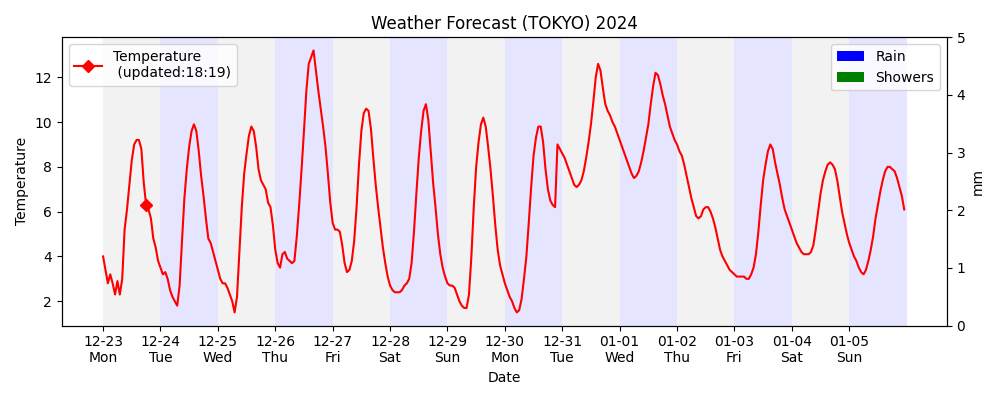 Weather Forecast (TOKYO) 2024
Temperature
(updated:18:19)
Rain
Showers
12
10
8
6
4
2
Temperature
5
4
3
2
1
0
mm
12-23 12-24 12-25 12-26 12-27 12-28 12-29 12-30 12-31 01-01 01-02 01-03 01-04 01-05
Mon Tue Wed Thu Fri Sat Sun Mon Tue Wed Thu Fri Sat Sun
Date